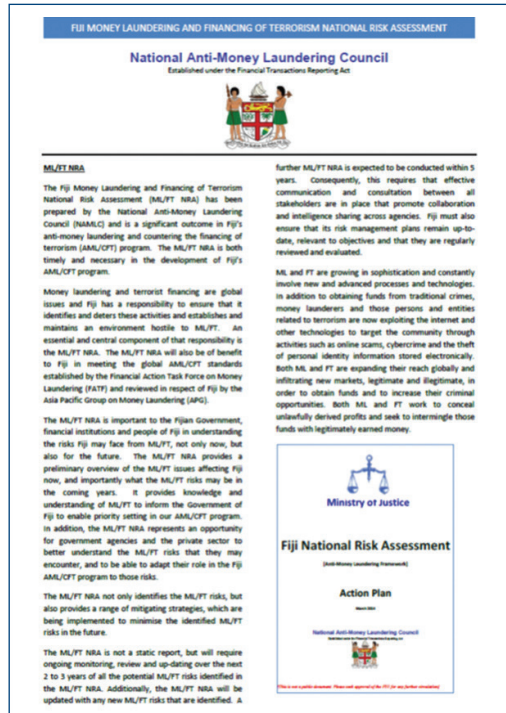 FIJI MONEY LAUNDERING AND FINANCING OF TERRORISM NATIONAL RISK ASSESSMENT
National Anti-Money Laundering Council
Established under the Financial Transactions Reporting Act
ML/FT NRA
The Fiji Money Laundering and Financing of Terrorism
National Risk Assessment (ML/FT NRA) has been
prepared by the National Anti-Money Laundering
Council (NAMLC) and is a significant outcome in Fiji's
anti-money laundering and countering the financing of
terrorism (AML/CFT) program. The ML/FT NRA is both
timely and necessary in the development of Fiji's
AML/CFT program.
Money laundering and terrorist financing are global
issues and Fiji has a responsibility to ensure that it
identifies and deters these activities and establishes and
maintains an environment hostile to ML/FT. An
essential and central component of that responsibility is
the ML/FT NRA. The ML/FT NRA will also be of benefit
to Fiji in meeting the global AML/CFT standards
established by the Financial Action Task Force on Money
Laundering (FATF) and reviewed in respect of Fiji by the
Asia Pacific Group on Money Laundering (APG).
The ML/FT NRA is important to the Fijian Government,
financial institutions and people of Fiji in understanding
the risks Fiji may face from ML/FT, not only now, but
also for the future. The ML/FT NRA provides a
preliminary overview of the ML/FT issues affecting Fiji
now, and importantly what the ML/FT risks may be in
the coming years. It provides knowledge and
understanding of ML/FT to inform the Government of
Fiji to enable priority setting in our AML/CFT program.
In addition, the ML/FT NRA represents an opportunity
for government agencies and the private sector to
better understand the ML/FT risks that they may
encounter, and to be able to adapt their role in the Fiji
AML/CFT program to those risks.
The ML/FT NRA not only identifies the ML/FT risks, but
also provides a range of mitigating strategies, which are
being implemented to minimise the identified ML/FT
risks in the future.
The ML/FT NRA is not a static report, but will require
ongoing monitoring, review and up-dating over the next
2 to 3 years of all the potential ML/FT risks identified in
the ML/FT NRA. Additionally, the ML/FT NRA will be
updated with any new ML/FT risks that are identified. A
further ML/FT NRA is expected to be conducted within 5
years. Consequently, this requires that effective
communication and consultation between all
stakeholders are in place that promote collaboration
and intelligence sharing across agencies. Fiji must also
ensure that its risk management plans remain up-to-
date, relevant to objectives and that they are regularly
reviewed and evaluated.
ML and FT are growing in sophistication and constantly
involve new and advanced processes and technologies.
In addition to obtaining funds from traditional crimes,
money launderers and those persons and entities
related to terrorism are now exploiting the internet and
other technologies to target the community through
activities such as online scams, cybercrime and the theft
of personal identity information stored electronically.
Both ML and FT are expanding their reach globally and
infiltrating new markets, legitimate and illegitimate, in
order to obtain funds and to increase their criminal
opportunities. Both ML and FT work to conceal
unlawfully derived profits and seek to intermingle those
funds with legitimately earned money.
Ministry of Justice
Fiji National Risk Assessment
(Anti-Money Laundering Framework)
Action Plan
National Anti-Money Laundering Council